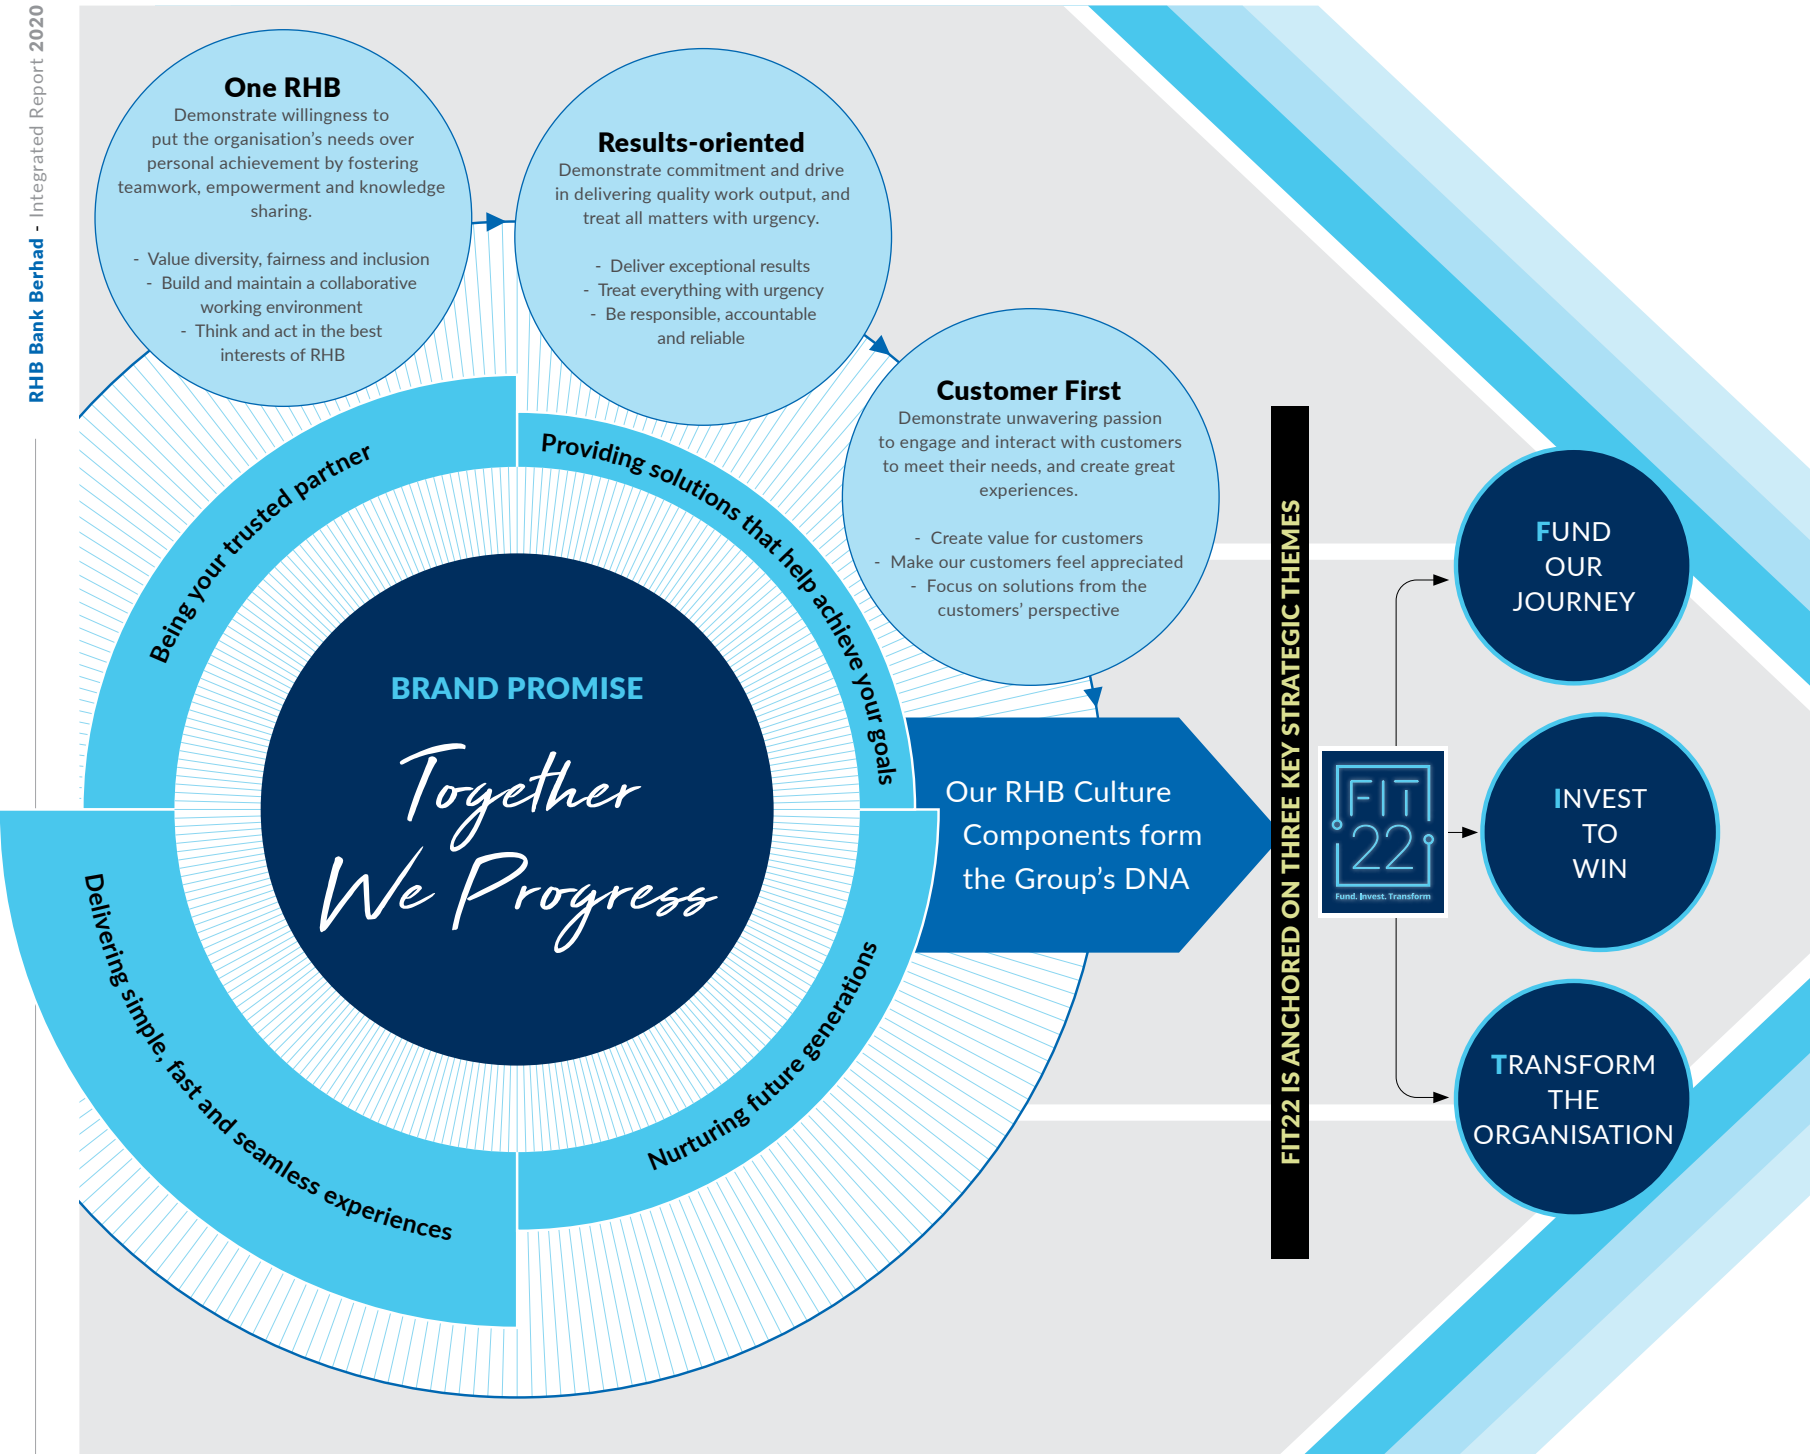 RHB Bank Berhad - Integrated Report 2020
One RHB
Demonstrate willingness to
put the organisation's needs over
personal achievement by fostering
teamwork, empowerment and knowledge
sharing.
- Value diversity, fairness and inclusion
- Build and maintain a collaborative
working environment
- Think and act in the best
interests of RHB
Results-oriented
Demonstrate commitment and drive
in delivering quality work output, and
treat all matters with urgency.
- Deliver exceptional results
- Treat everything with urgency
- Be responsible, accountable
and reliable
Customer First
Demonstrate unwavering passion
to engage and interact with customers
to meet their needs, and create great
experiences.
- Create value for customers
- Make our customers feel appreciated
- Focus on solutions from the
customers' perspective
Being your trusted partner
Providing solutions that help achieve your goals
Delivering simple, fast and seamless experiences
Nurturing future generations
BRAND PROMISE
Together
We Progress
Our RHB Culture
Components form
the Group's DNA
FIT22 IS ANCHORED ON THREE KEY STRATEGIC THEMES
FIT
22
Fund. Invest. Transform
FUND
OUR
JOURNEY
INVEST
TO
WIN
TRANSFORM
THE
ORGANISATION